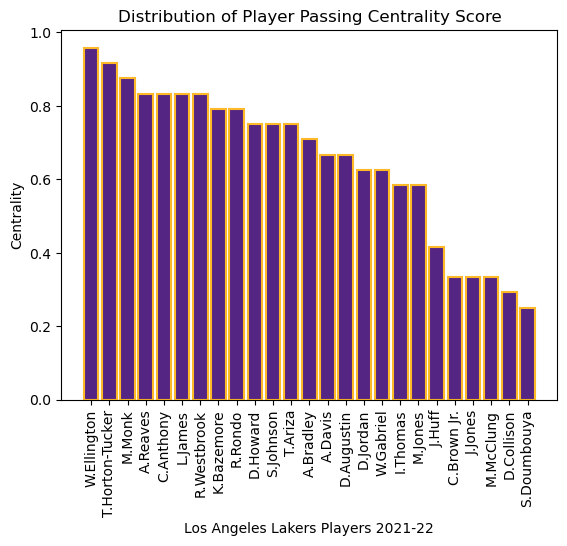 Distribution of Player Passing Centrality Score
1.0
0.8
0.6
0.4
0.2
0.0
Centrality
W.Ellington
T.Horton-Tucker
M.Monk
A.Reaves
C.Anthony
L.James
R.Westbrook
K.Bazemore
R.Rondo
D.Howard
S.Johnson
T.Ariza
A.Bradley
A.Davis
D.Augustin
D.Jordan
W.Gabriel
I.Thomas
M.Jones
J.Huff
C.Brown Jr.
J.Jones
M.McClung
D.Collison
S.Doumbouya
Los Angeles Lakers Players 2021-22